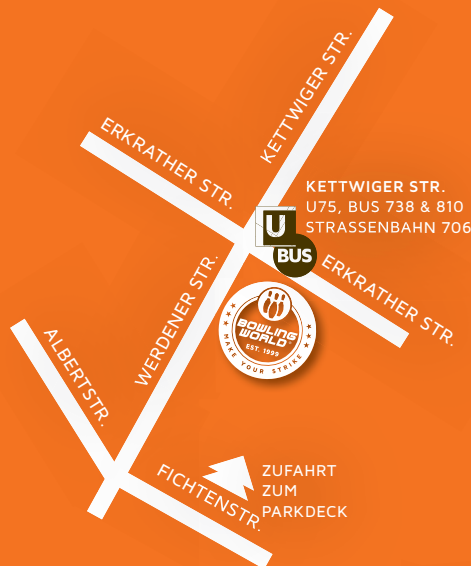 KETTWIGER STR.
ERKRATHER STR.
KETTWIGER STR.
U75, BUS 738 & 810
STRASSENBAHN 706
U
BUS
ERKRATHER STR.
WERDENER STR.
BOWLING
WORLD
EST. 1999
MAKE YOUR STRIKE
ALBERTSTR.
FICHTENSTR.
ZUFAHRT
ZUM
PARKDECK